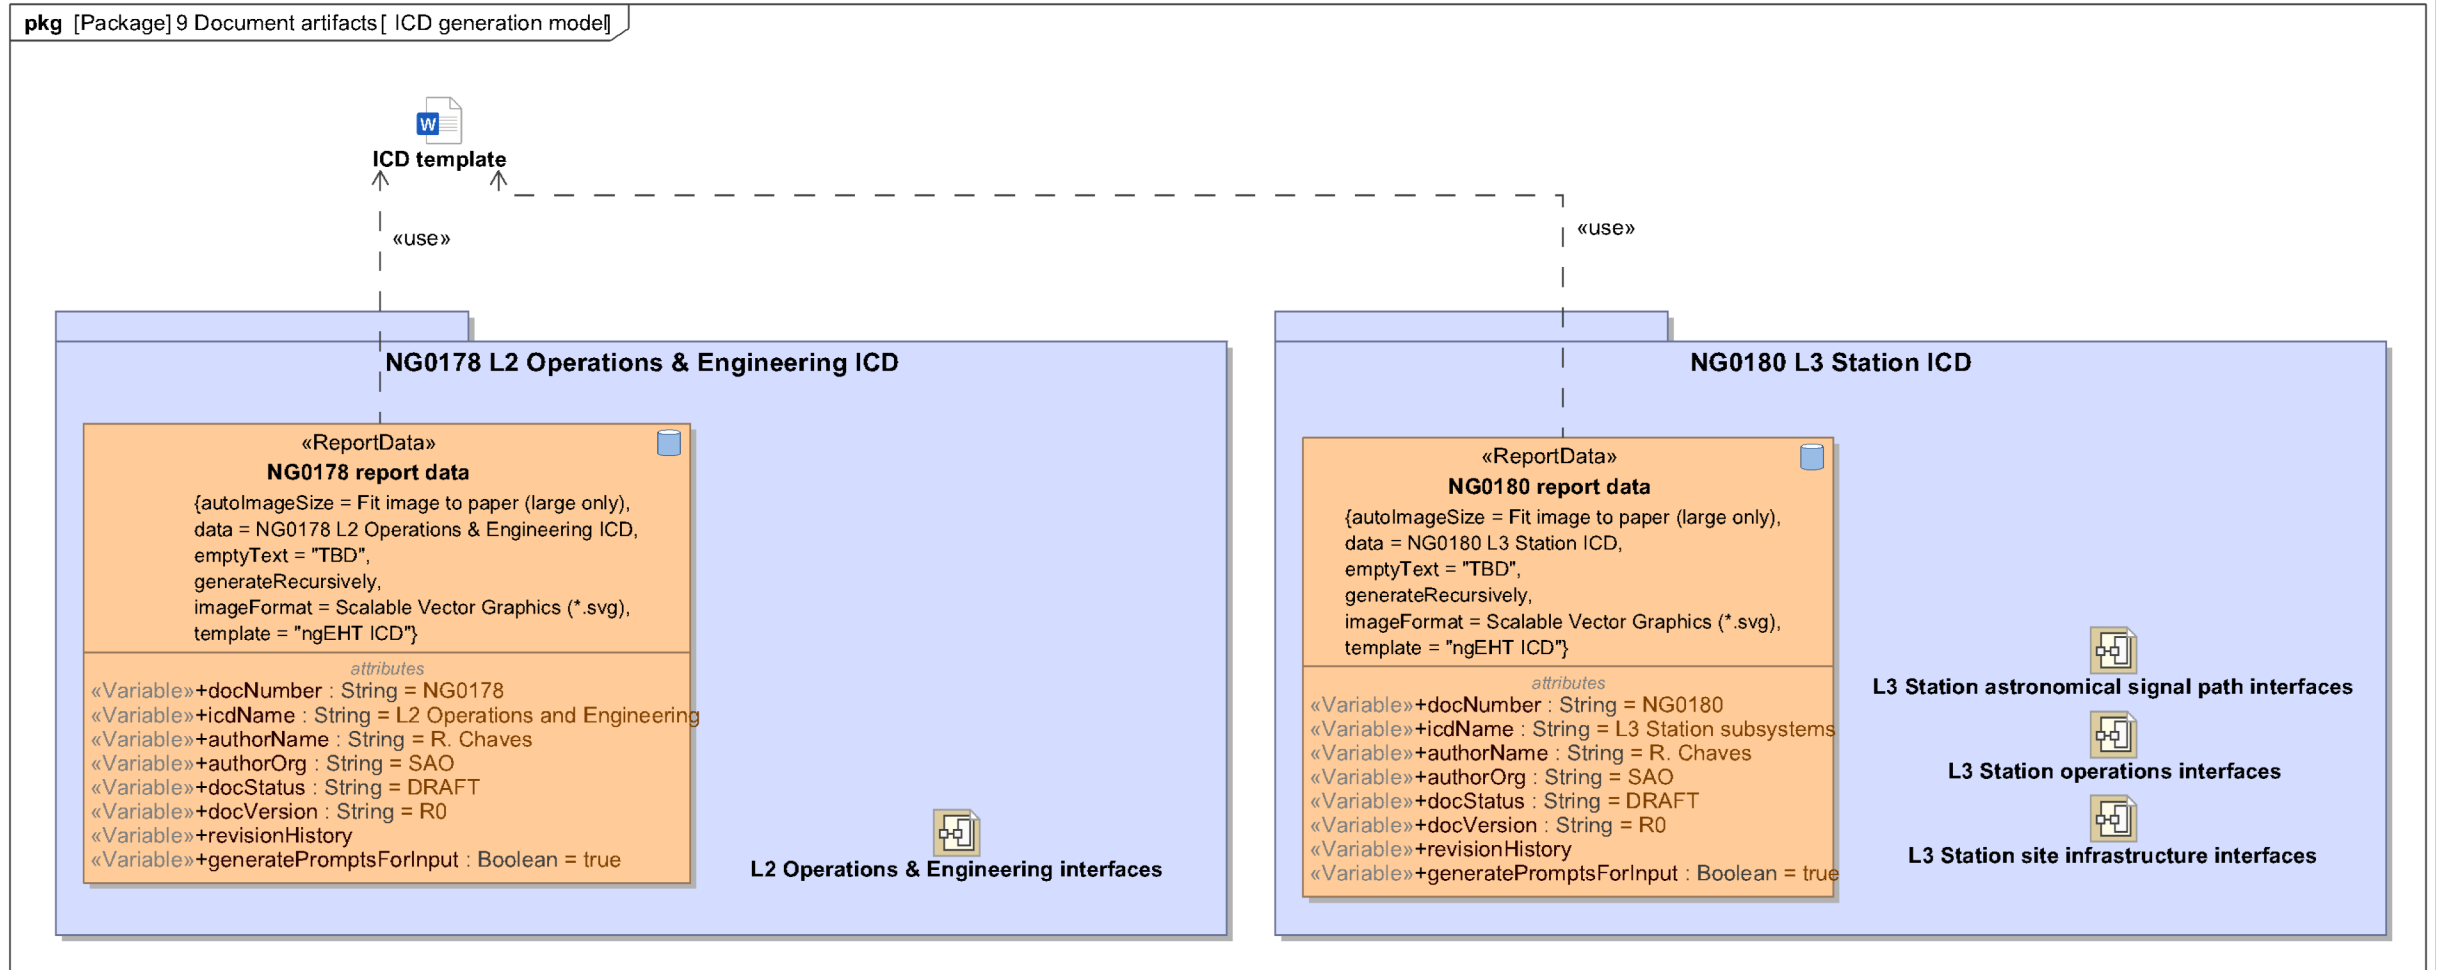 pkg [Package] 9 Document artifacts [ ICD generation model]
W
ICD template
«use»
«use»
NG0178 L2 Operations & Engineering ICD
«ReportData»
NG0178 report data
{autoImageSize = Fit image to paper (large only),
data = NG0178 L2 Operations & Engineering ICD,
emptyText = "TBD",
generateRecursively,
imageFormat = Scalable Vector Graphics (*.svg),
template = "ngEHT ICD"}
attributes
«Variable»+docNumber : String = NG0178
«Variable»+icdName : String = L2 Operations and Engineering
«Variable»+authorName : String = R. Chaves
«Variable»+authorOrg : String = SAO
«Variable»+docStatus : String = DRAFT
«Variable»+docVersion : String = R0
«Variable»+revisionHistory
«Variable»+generatePromptsForInput : Boolean = true
L2 Operations & Engineering interfaces
NG0180 L3 Station ICD
«ReportData»
NG0180 report data
{autoImageSize = Fit image to paper (large only),
data = NG0180 L3 Station ICD,
emptyText = "TBD",
generateRecursively,
imageFormat = Scalable Vector Graphics (*.svg),
template = "ngEHT ICD"}
attributes
«Variable»+docNumber : String = NG0180
«Variable»+icdName : String = L3 Station subsystems
«Variable»+authorName : String = R. Chaves
«Variable»+authorOrg : String = SAO
«Variable»+docStatus : String = DRAFT
«Variable»+docVersion : String = R0
«Variable»+revisionHistory
«Variable»+generatePromptsForInput : Boolean = true
L3 Station astronomical signal path interfaces
L3 Station operations interfaces
L3 Station site infrastructure interfaces